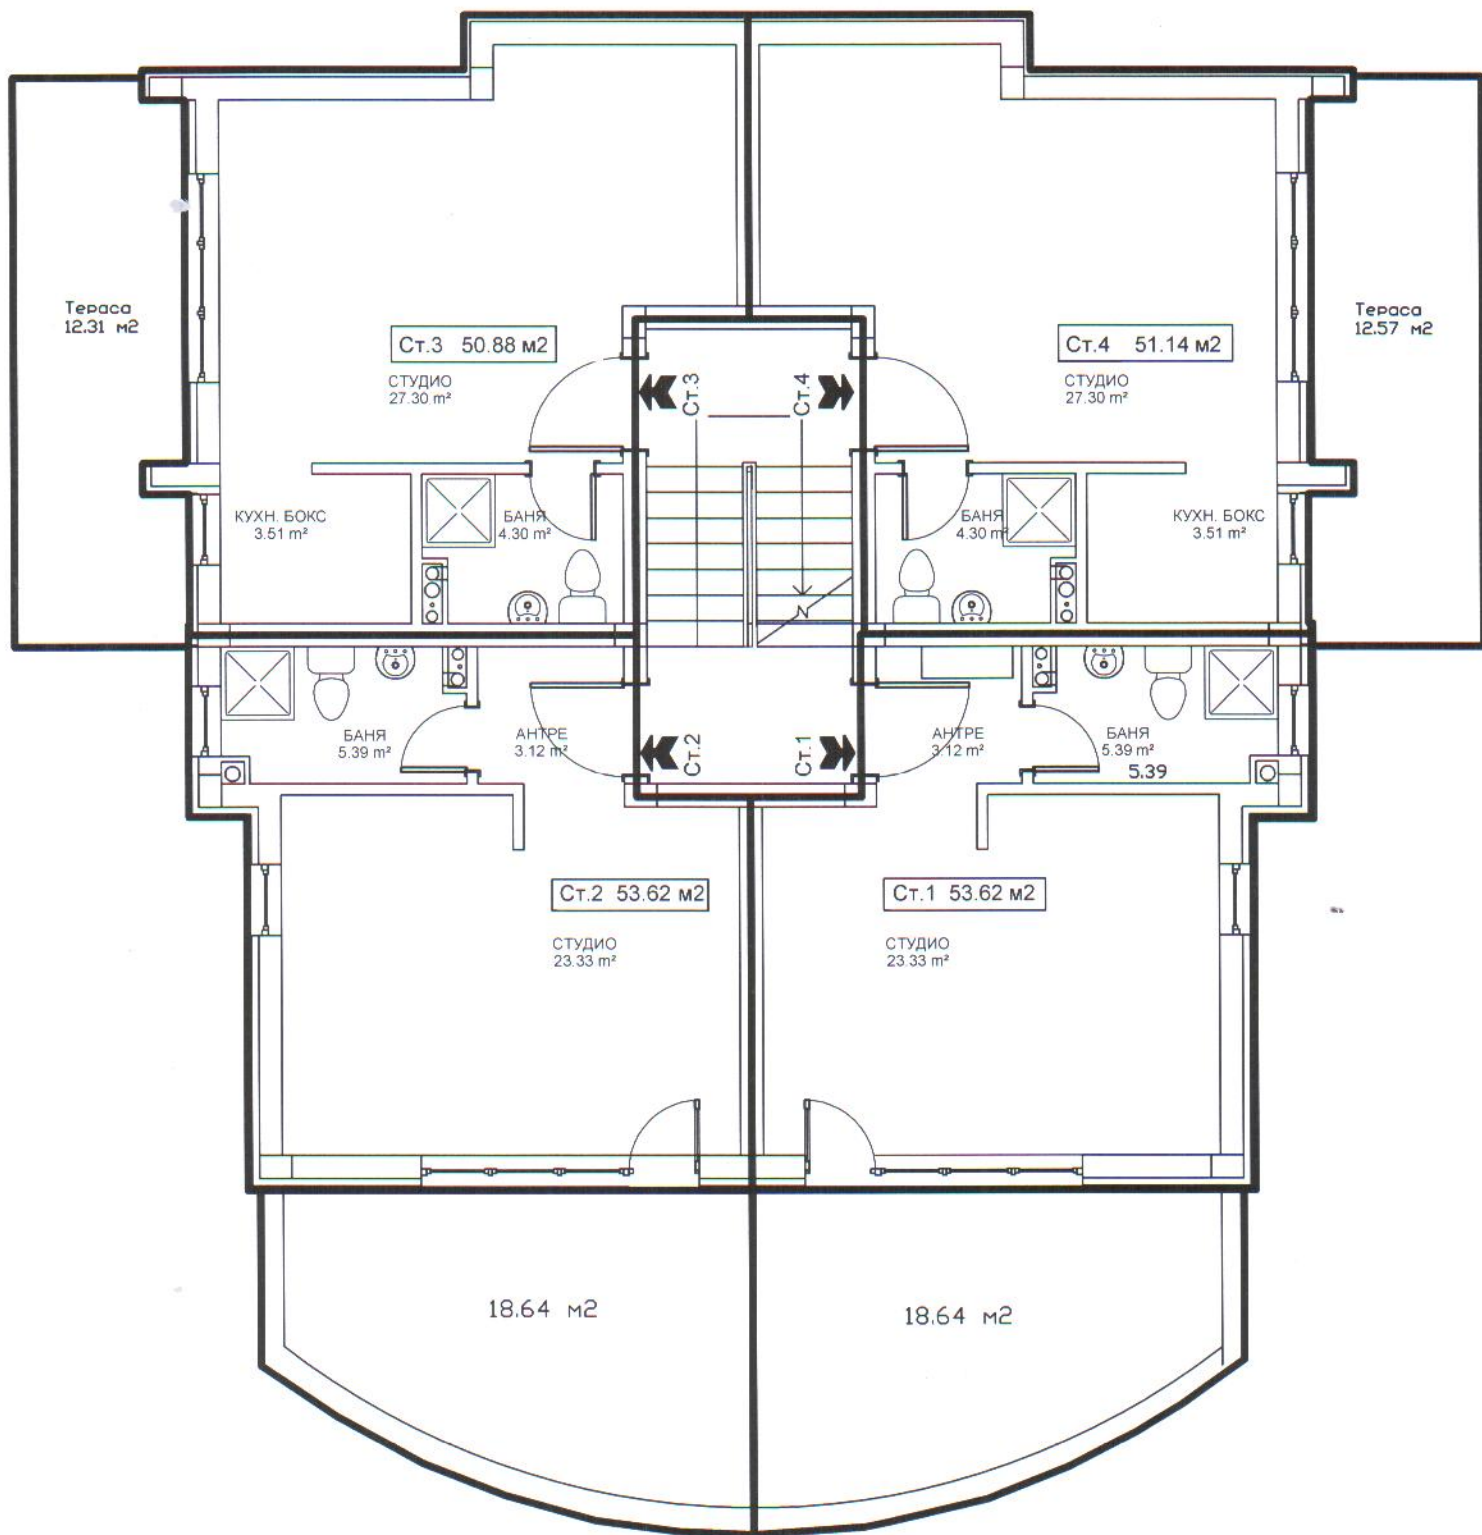 Тераса
12.31 м2
Ст.3 50.88 м2
СТУДИО
27.30 m²
Ст.3
Ст.4
Ст.4 51.14 м2
СТУДИО
27.30 m²
Тераса
12.57 м2
КУХН. БОКС
3.51 m²
БАНЯ
4.30 m²
БАНЯ
4.30 m²
КУХН. БОКС
3.51 m²
N
БАНЯ
5.39 m²
АНТРЕ
3.12 m²
Ст.2
Ст.1
АНТРЕ
3.12 m²
БАНЯ
5.39 m²
5.39
Ст.2 53.62 м2
СТУДИО
23.33 m²
Ст.1 53.62 м2
СТУДИО
23.33 m²
18.64 м2
18.64 м2